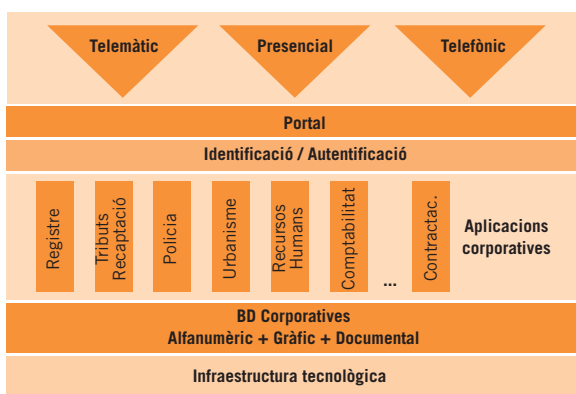 Telemàtic
Presencial
Telefònic
Portal
Identificació / Autentificació
Registre
Tributs
Recaptació
Policia
Urbanisme
Recursos
Humans
Comptabilitat
...
Contractac.
Aplicacions
corporatives
BD Corporatives
Alfanumèric + Gràfic + Documental
Infraestructura tecnològica